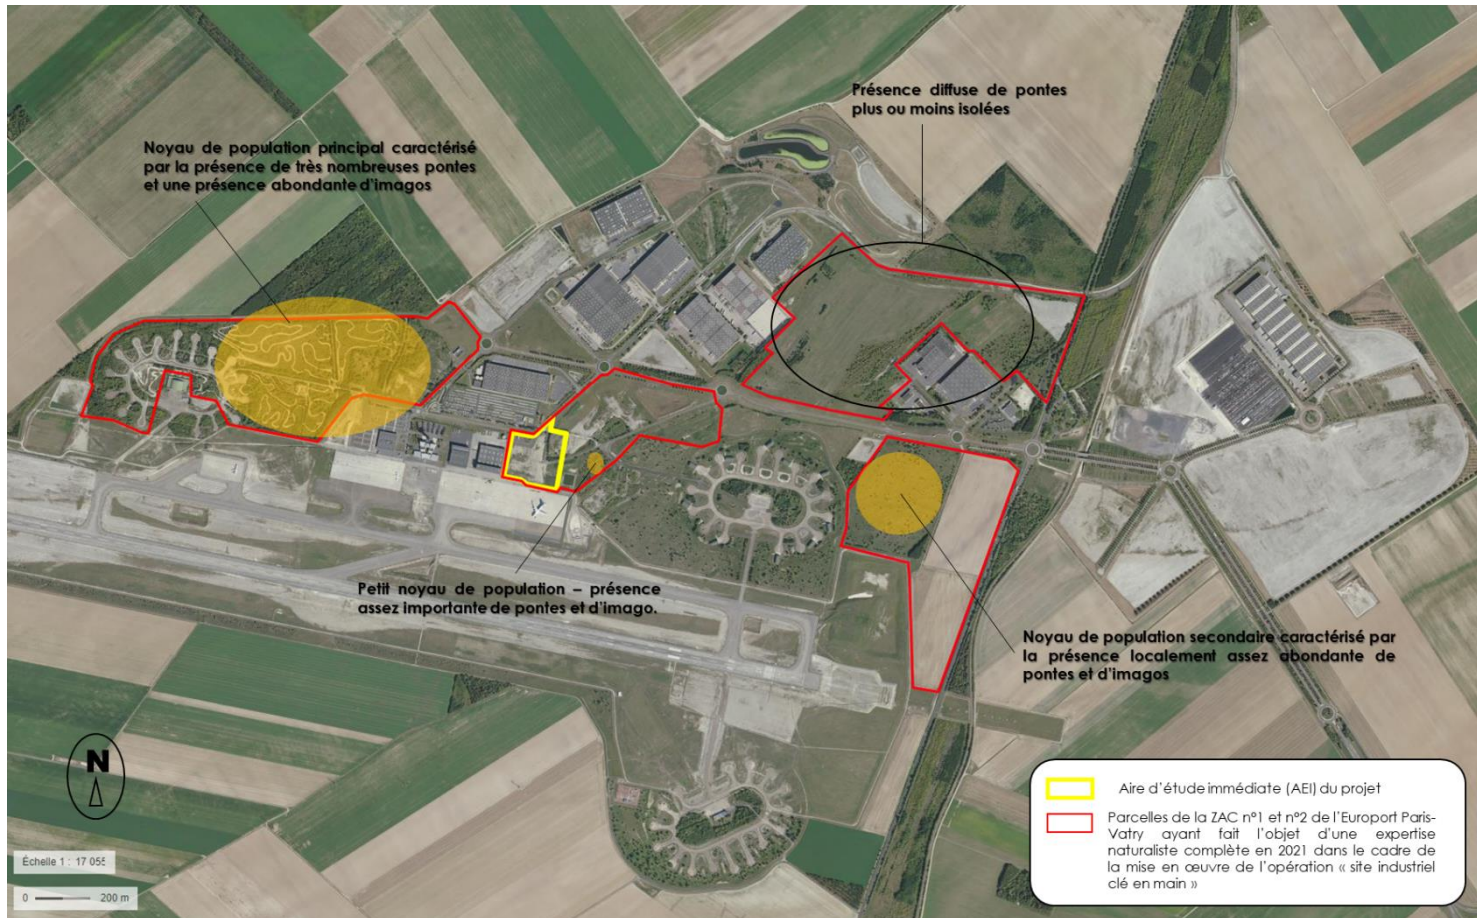 Présence diffuse de pontes
plus ou moins isolées
Noyau de population principal caractérisé
par la présence de très nombreuses pontes
et une présence abondante d'imagos
Petit noyau de population – présence
assez importante de pontes et d'imago.
Noyau de population secondaire caractérisé par
la présence localement assez abondante de
pontes et d'imagos
N
Aire d'étude immédiate (AEI) du projet
Parcelles de la ZAC n°1 et n°2 de l'Europort Paris-
Vatry ayant fait l'objet d'une expertise
naturaliste complète en 2021 dans le cadre de
la mise en œuvre de l'opération « site industriel
clé en main »
Échelle 1 : 17 055
0 200 m